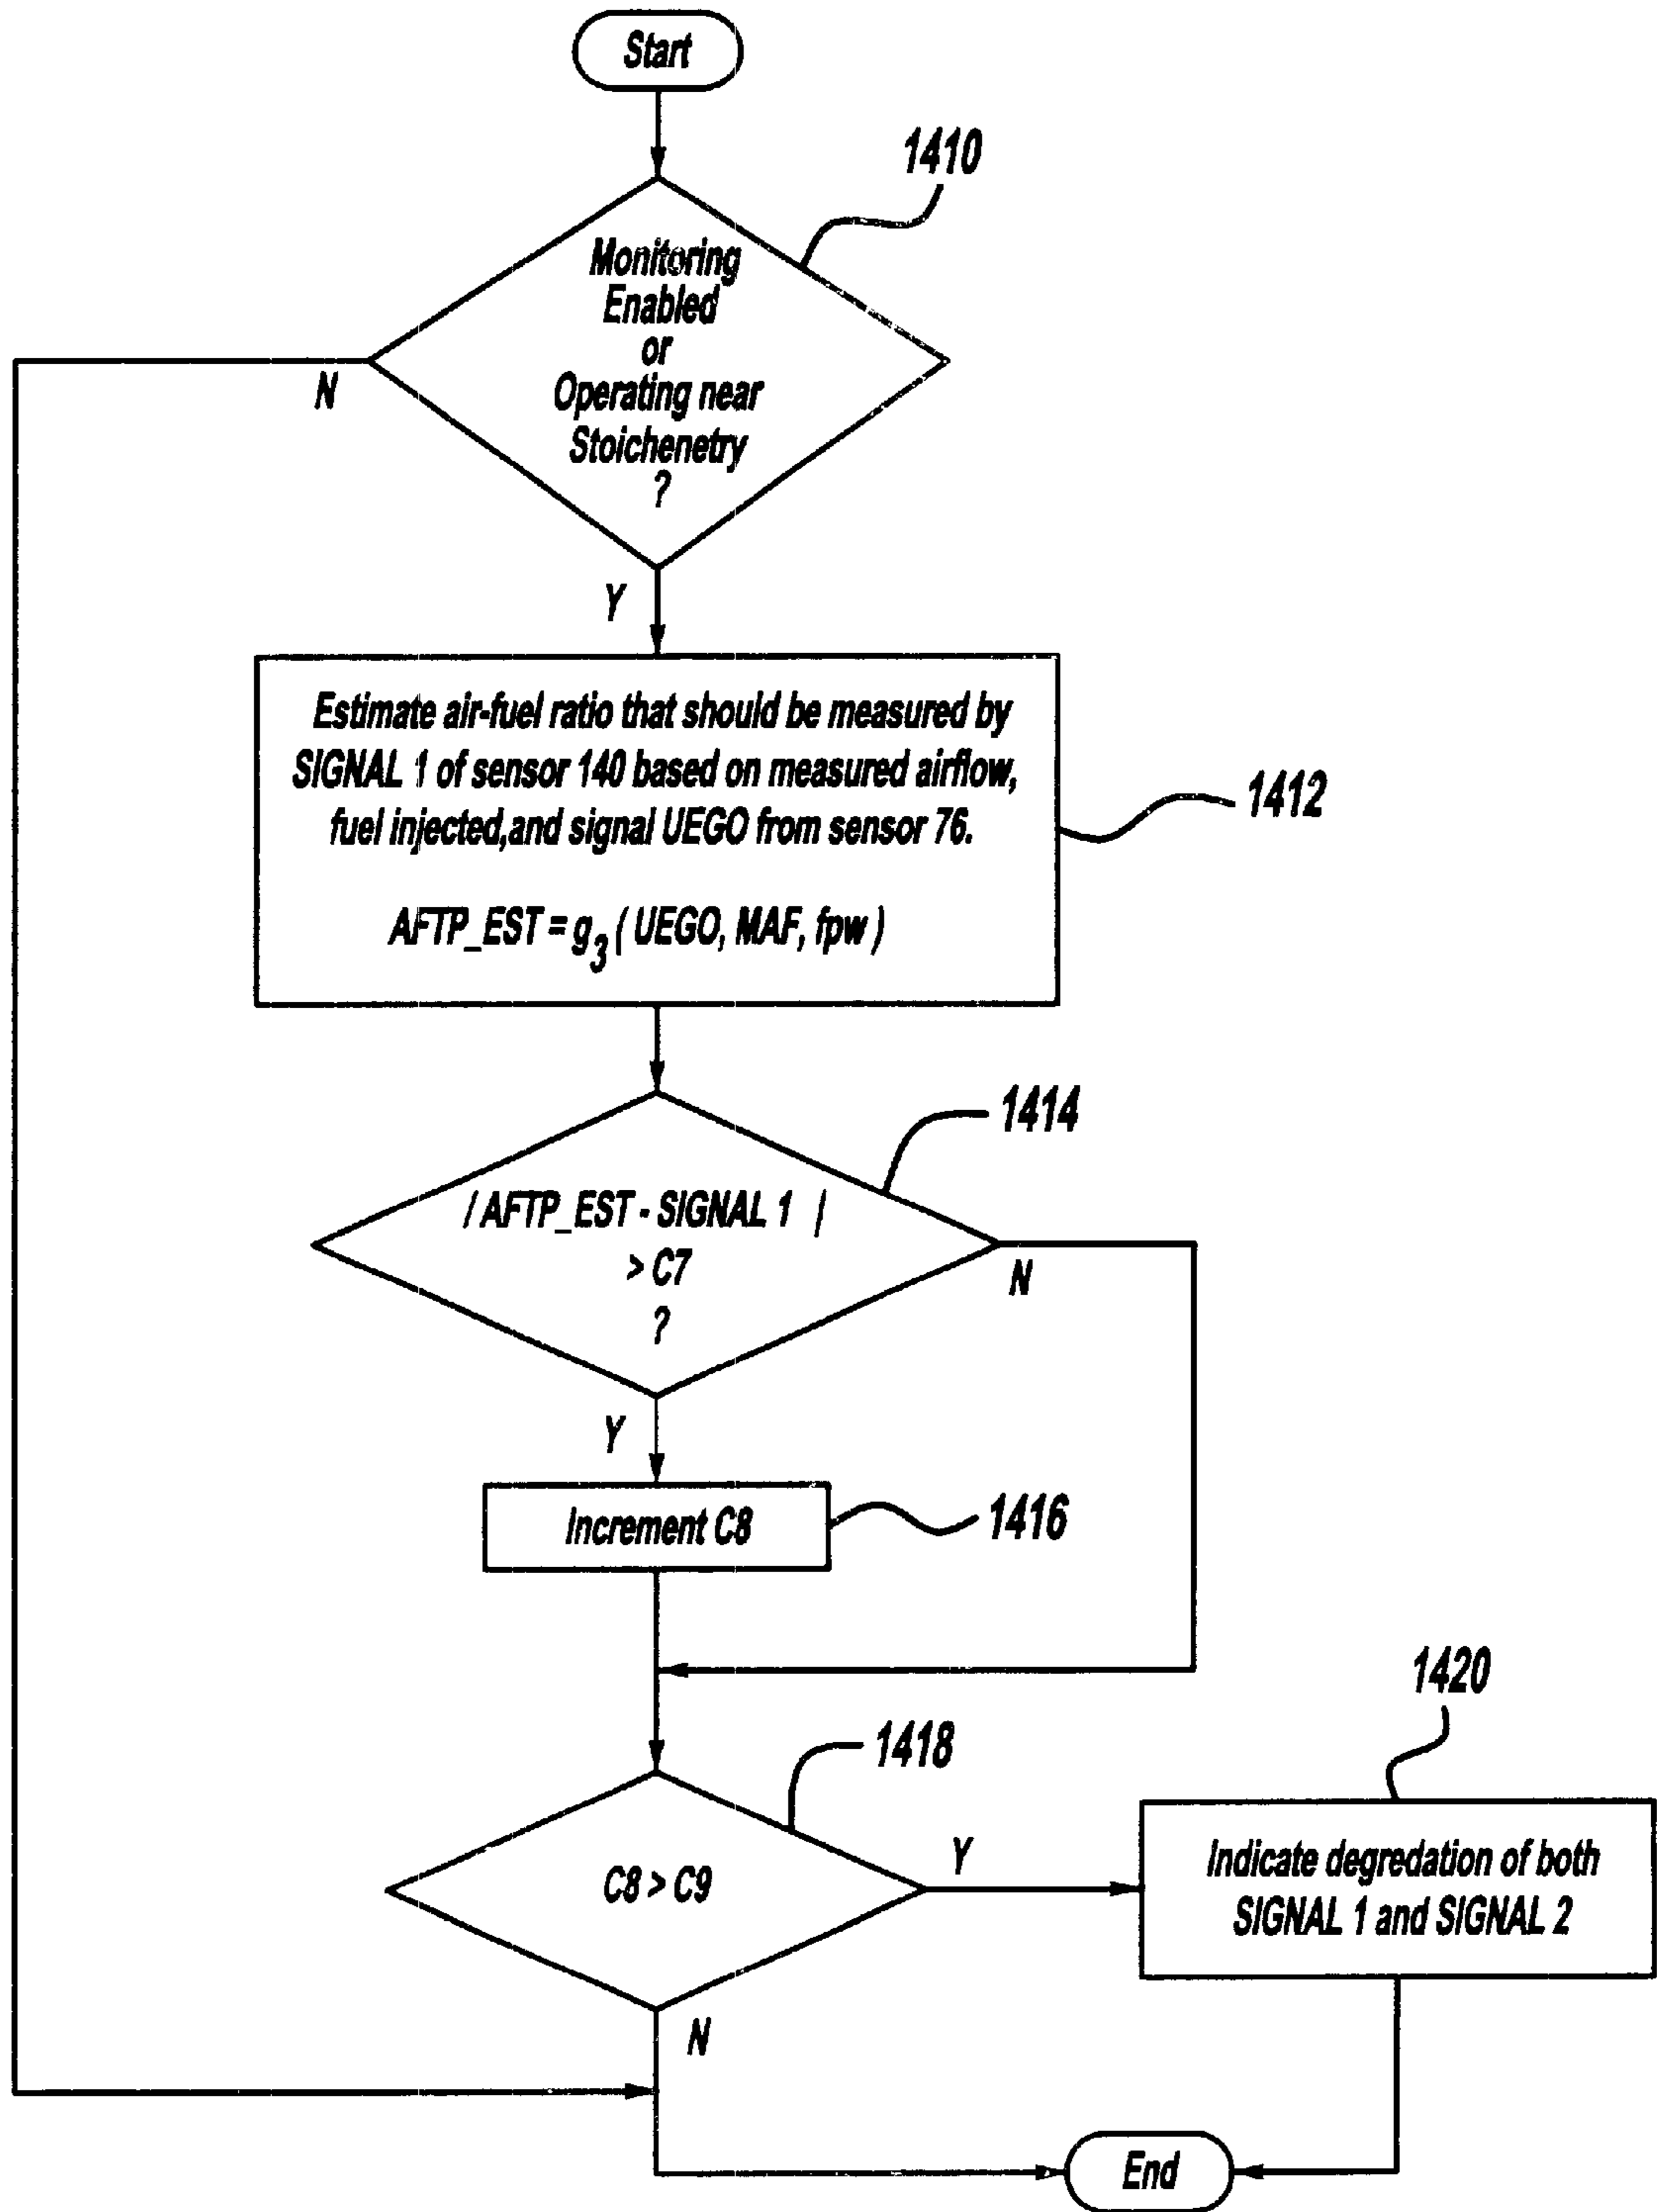 Start
1410
Monitoring
Enabled
or
Operating near
Stoichenetry
?
N
Y
Estimate air-fuel ratio that should be measured by
SIGNAL 1 of sensor 140 based on measured airflow,
fuel injected,and signal UEGO from sensor 76.
AFTP_EST = g3 ( UEGO, MAF, fpw )
1412
1414
/ AFTP_EST - SIGNAL 1 |
> C7
?
N
Y
Increment C8
1416
1420
1418
C8 > C9
Y
Indicate degredation of both
SIGNAL 1 and SIGNAL 2
N
End